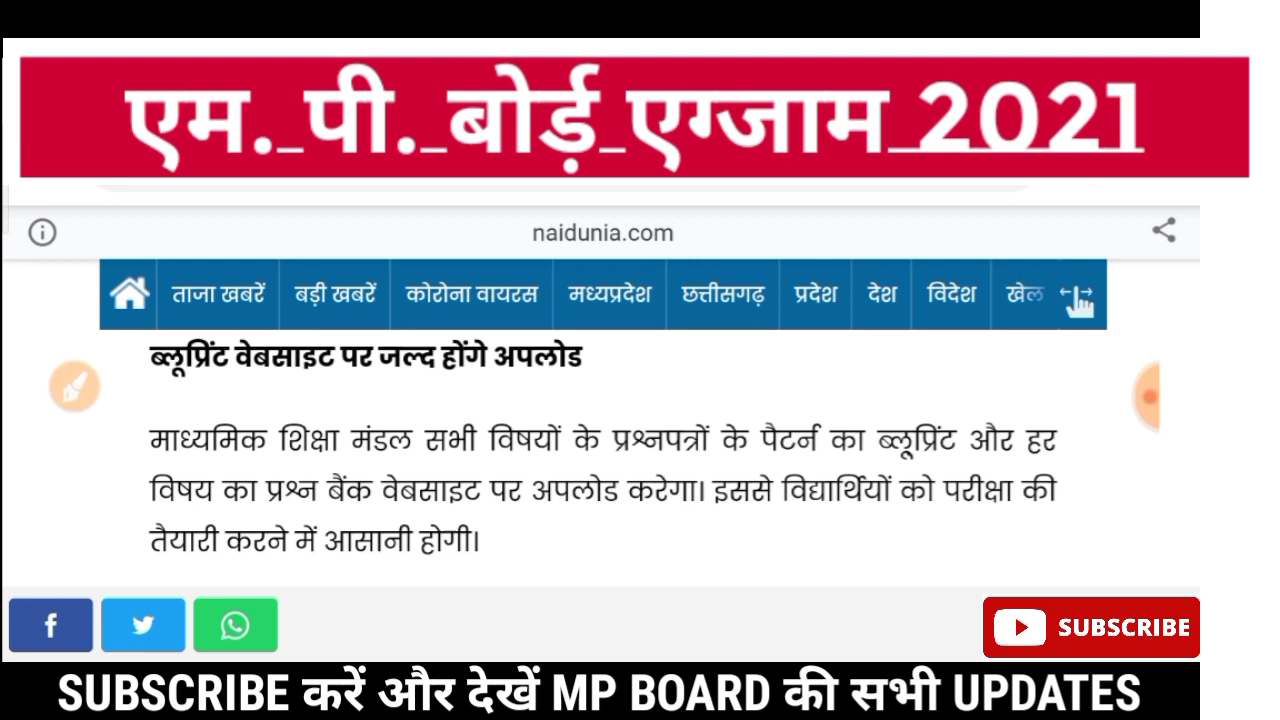 एम._पी._बोर्ड़_एग्जाम_2021
naidunia.com
ताजा खबरें बड़ी खबरें कोरोना वायरस मध्यप्रदेश छत्तीसगढ़ प्रदेश देश विदेश खेल
ब्लूप्रिंट वेबसाइट पर जल्द होंगे अपलोड
माध्यमिक शिक्षा मंडल सभी विषयों के प्रश्नपत्रों के पैटर्न का ब्लूप्रिंट और हर
विषय का प्रश्न बैंक वेबसाइट पर अपलोड करेगा। इससे विद्यार्थियों को परीक्षा की
तैयारी करने में आसानी होगी।
SUBSCRIBE
SUBSCRIBE करें और देखें MP BOARD की सभी UPDATES